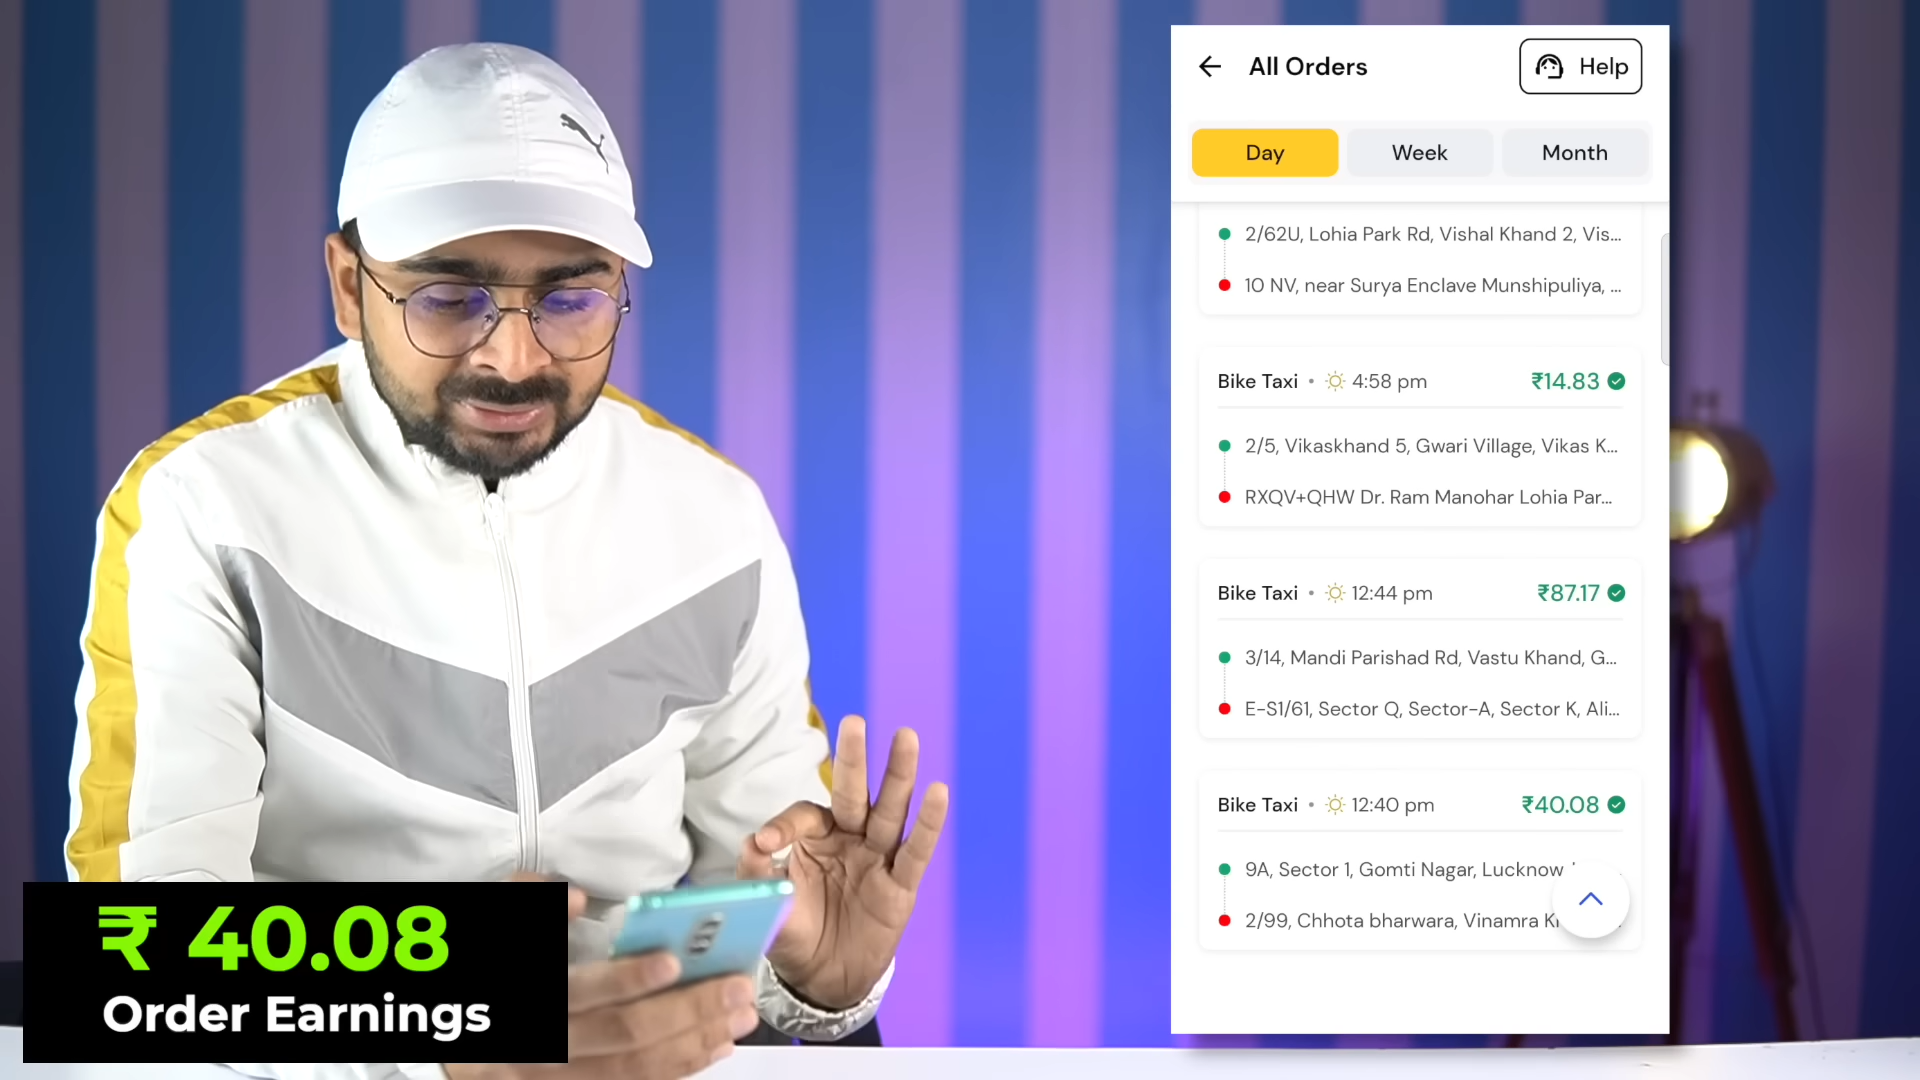 All Orders
Help
Day
Week
Month
2/62U, Lohia Park Rd, Vishal Khand 2, Vis...
10 NV, near Surya Enclave Munshipuliya, ...
Bike Taxi • 4:58 pm ₹14.83
2/5, Vikaskhand 5, Gwari Village, Vikas K...
RXQV+QHW Dr. Ram Manohar Lohia Par...
Bike Taxi • 12:44 pm ₹87.17
3/14, Mandi Parishad Rd, Vastu Khand, G...
E-S1/61, Sector Q, Sector-A, Sector K, Ali...
Bike Taxi • 12:40 pm ₹40.08
9A, Sector 1, Gomti Nagar, Lucknow
2/99, Chhota bharwara, Vinamra
₹ 40.08
Order Earnings